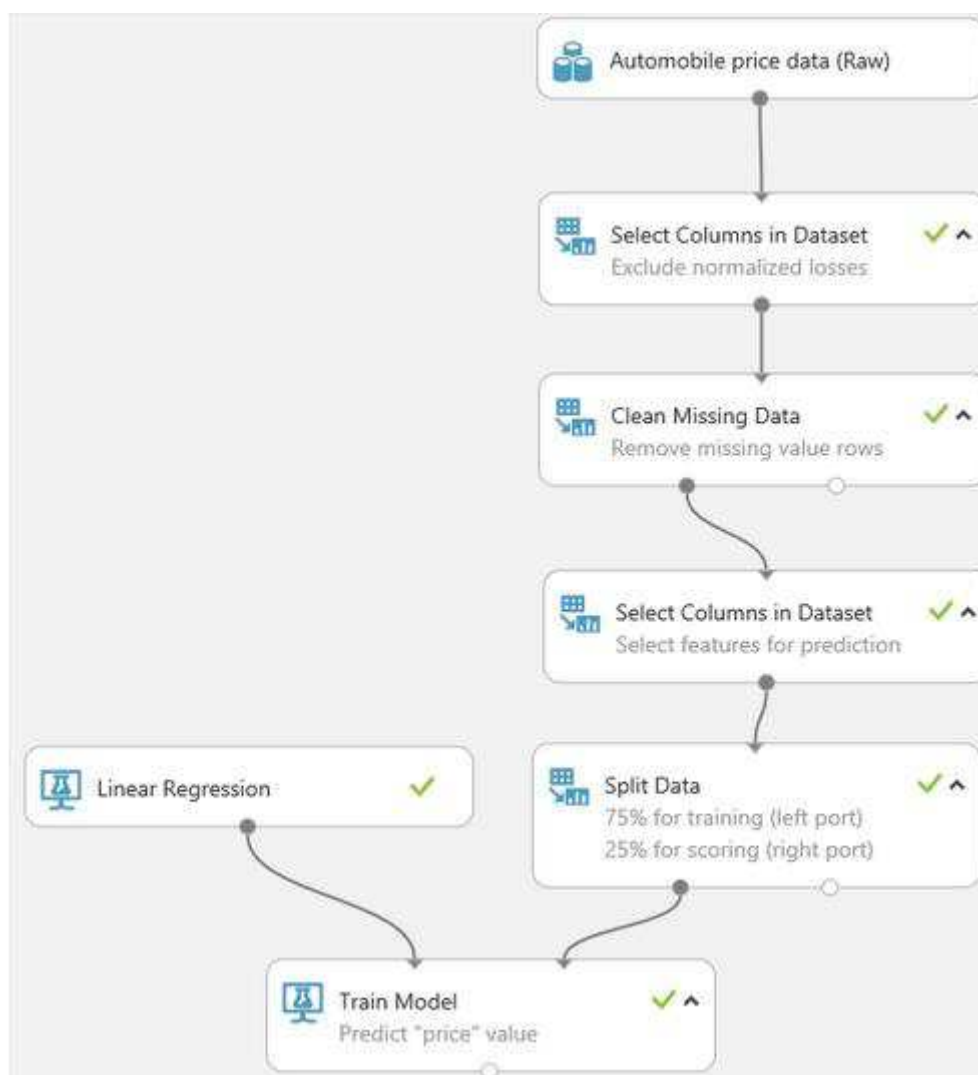 Automobile price data (Raw)
Select Columns in Dataset
Exclude normalized losses
Clean Missing Data
Remove missing value rows
Select Columns in Dataset
Select features for prediction
Linear Regression
Split Data
75% for training (left port)
25% for scoring (right port)
Train Model
Predict "price" value